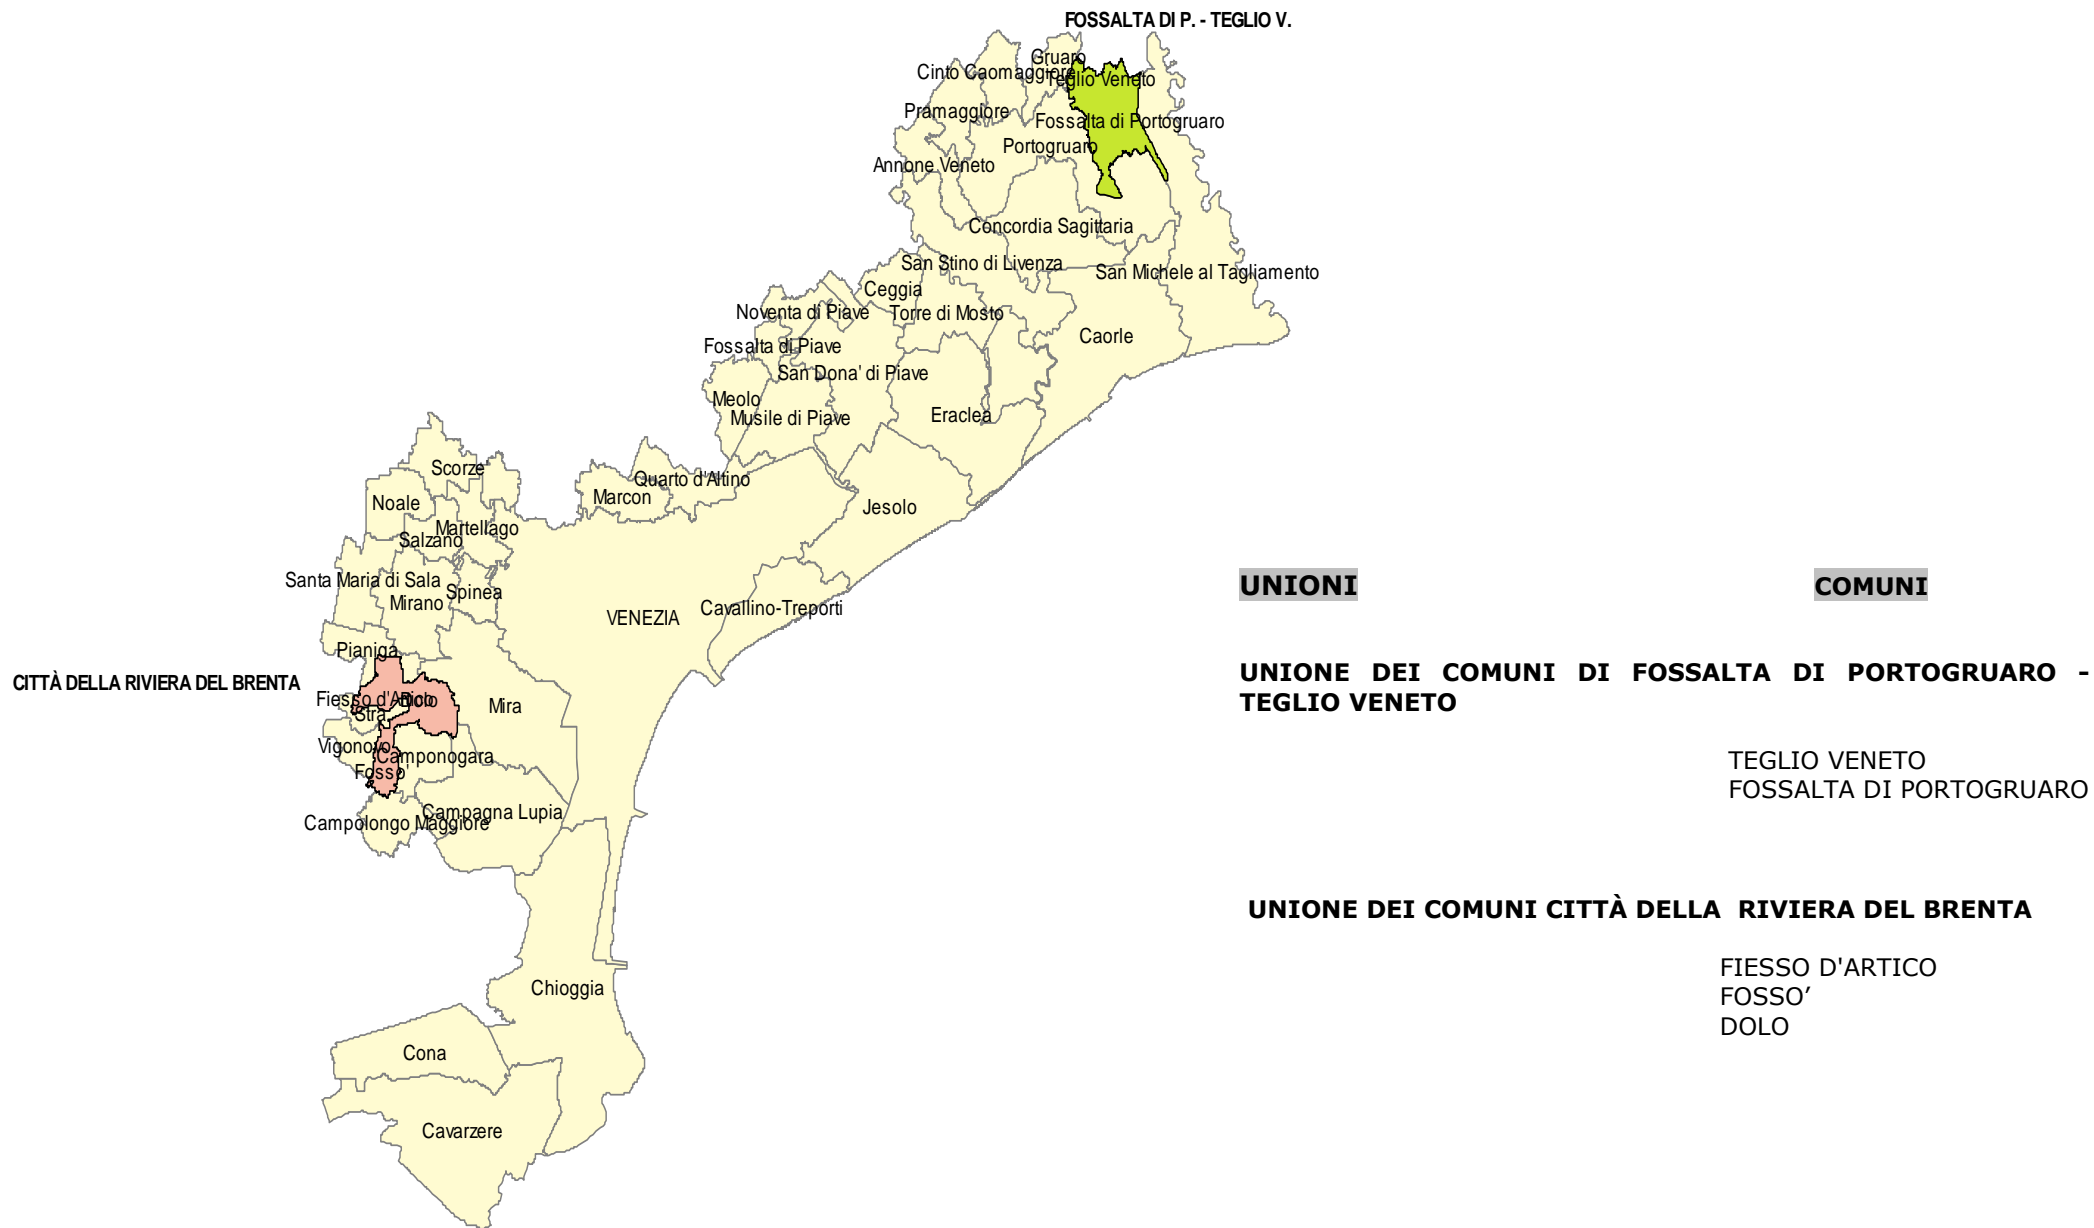 FOSSALTA DI P. - TEGLIO V.
Gruaro
Cinto Caomaggiore
Teglio Veneto
Pramaggiore
Fossalta di Portogruaro
Portogruaro
Annone Veneto
Concordia Sagittaria
San Stino di Livenza
San Michele al Tagliamento
Ceggia
Noventa di Piave
Torre di Mosto
Caorle
Fossalta di Piave
San Dona' di Piave
Meolo
Musile di Piave
Eraclea
Scorze'
Quarto d'Altino
Marcon
Noale
Jesolo
Martellago
Salzano
Santa Maria di Sala
Mirano
Spinea
VENEZIA
Cavallino-Treporti
Pianiga
CITTÀ DELLA RIVIERA DEL BRENTA
Fiesso d'Artico
Dolo
Mira
Stra
Vigonovo
Camponogara
Fosso'
Campagna Lupia
Campolongo Maggiore
Chioggia
Cona
Cavarzere
UNIONI
COMUNI
UNIONE DEI COMUNI DI FOSSALTA DI PORTOGRUARO -
TEGLIO VENETO
TEGLIO VENETO
FOSSALTA DI PORTOGRUARO
UNIONE DEI COMUNI CITTÀ DELLA RIVIERA DEL BRENTA
FIESSO D'ARTICO
FOSSO’
DOLO